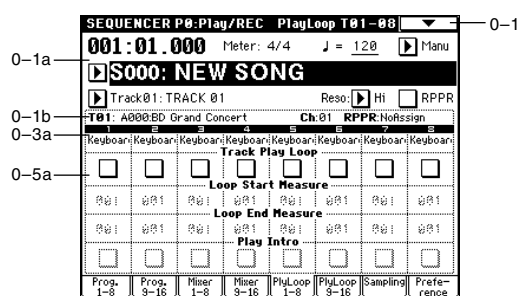 SEQUENCER P0:Play/REC PlayLoop T01-08
0-1
001:01.000 Meter: 4/4 ♩ = 120 Manu
0-1a
S000: NEW SONG
Track01: TRACK 01 Reso: Hi RPPR
0-1b
T01: A000:BD Grand Concert Ch:01 RPPR:NoAssign
1 2 3 4 5 6 7 8
0-3a
Keyboar Keyboar Keyboar Keyboar Keyboar Keyboar Keyboar Keyboar
Track Play Loop
0-5a
Loop Start Measure
001 001 001 001 001 001 001 001
Loop End Measure
001 001 001 001 001 001 001 001
Play Intro
Prog. 1-8 Prog. 9-16 Mixer 1-8 Mixer 9-16 PlyLoop 1-8 PlyLoop 9-16 Sampling Prefe-rence